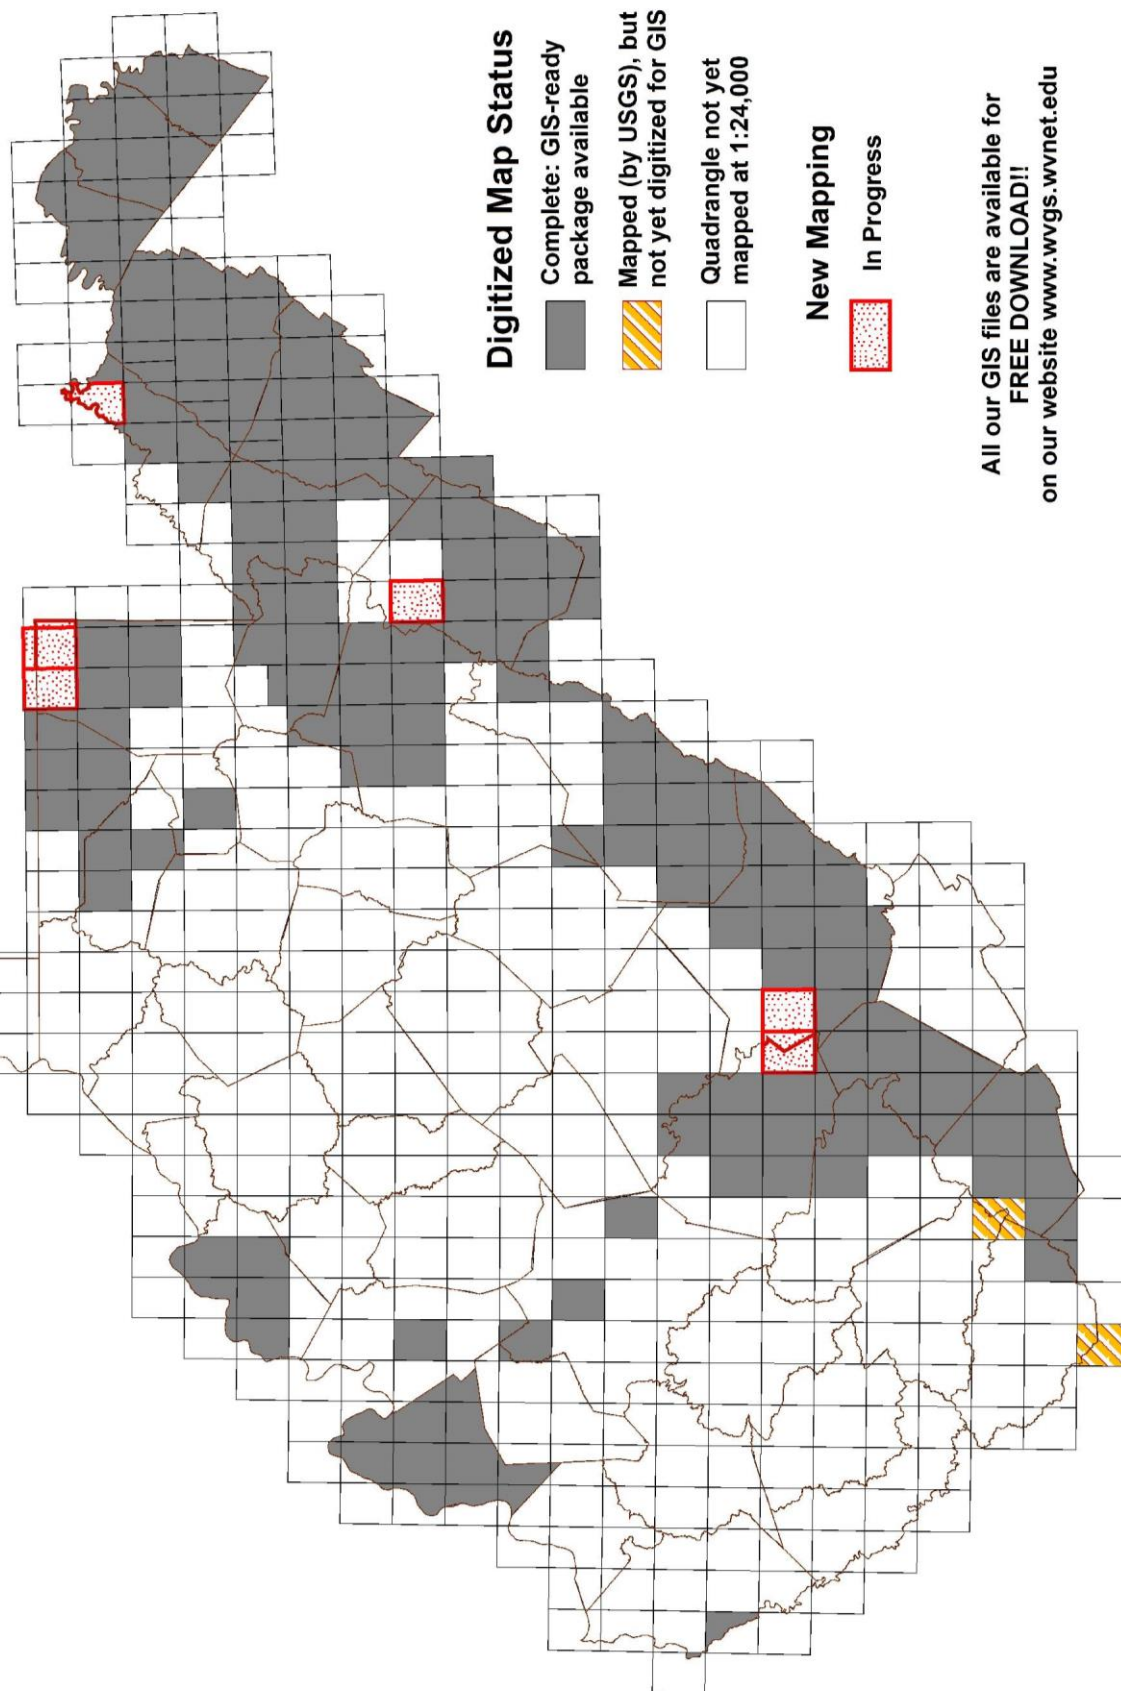 Digitized Map Status
Complete: GIS-ready
package available
Mapped (by USGS), but
not yet digitized for GIS
Quadrangle not yet
mapped at 1:24,000
New Mapping
In Progress
All our GIS files are available for
FREE DOWNLOAD!!
on our website www.wvgs.wvnet.edu